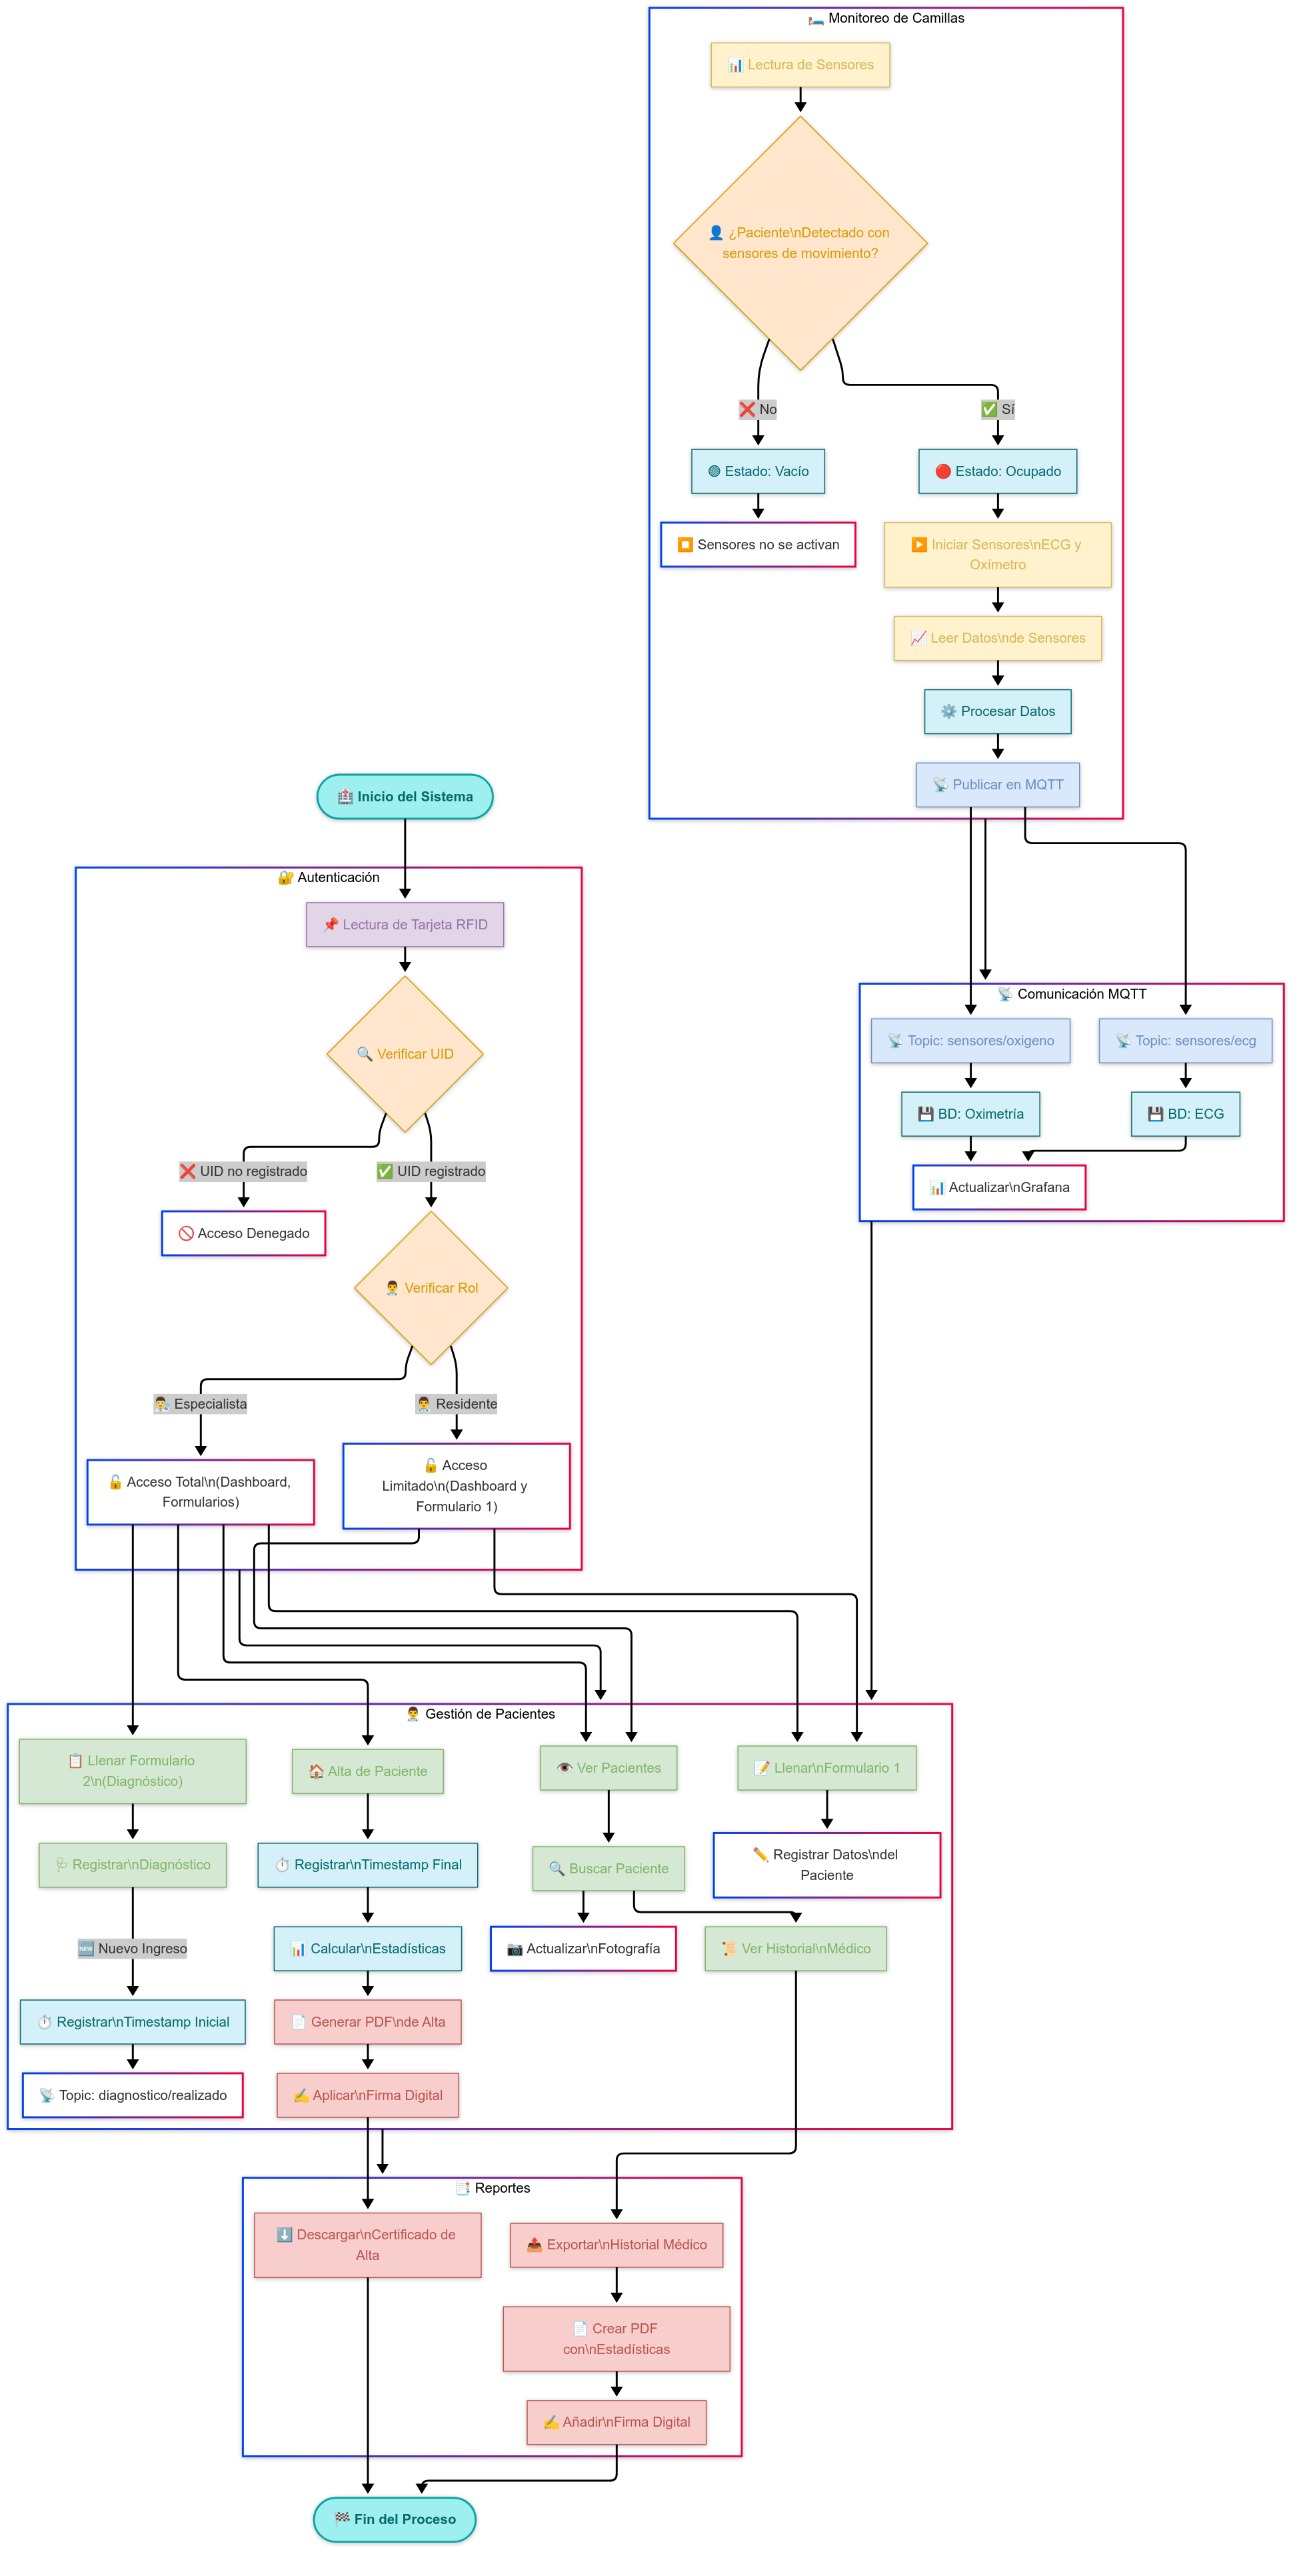 🛏️ Monitoreo de Camillas
📊 Lectura de Sensores
👤 ¿Paciente\nDetectado con
sensores de movimiento?
❌ No
✅ Sí
🟢 Estado: Vacío
🔴 Estado: Ocupado
⏹️ Sensores no se activan
▶️ Iniciar Sensores\nECG y
Oxímetro
📈 Leer Datos\nde Sensores
⚙️ Procesar Datos
📡 Publicar en MQTT
🏥 Inicio del Sistema
🔐 Autenticación
📌 Lectura de Tarjeta RFID
🔍 Verificar UID
❌ UID no registrado
✅ UID registrado
🚫 Acceso Denegado
👨‍⚕️ Verificar Rol
👨‍🔬 Especialista
👨‍⚕️ Residente
🔓 Acceso Total\n(Dashboard,
Formularios)
🔓 Acceso
Limitado\n(Dashboard y
Formulario 1)
📡 Comunicación MQTT
📡 Topic: sensores/oxigeno
📡 Topic: sensores/ecg
💾 BD: Oximetría
💾 BD: ECG
📊 Actualizar\nGrafana
👨‍⚕️ Gestión de Pacientes
📋 Llenar Formulario
2\n(Diagnóstico)
🏠 Alta de Paciente
👁️ Ver Pacientes
📝 Llenar\nFormulario 1
🩺 Registrar\nDiagnóstico
⏱️ Registrar\nTimestamp Final
🔍 Buscar Paciente
✏️ Registrar Datos\ndel
Paciente
🆕 Nuevo Ingreso
📊 Calcular\nEstadísticas
📷 Actualizar\nFotografía
📜 Ver Historial\nMédico
⏱️ Registrar\nTimestamp Inicial
📄 Generar PDF\nde Alta
📡 Topic: diagnostico/realizado
✍️ Aplicar\nFirma Digital
📑 Reportes
⬇️ Descargar\nCertificado de
Alta
📤 Exportar\nHistorial Médico
📄 Crear PDF
con\nEstadísticas
✍️ Añadir\nFirma Digital
🏁 Fin del Proceso